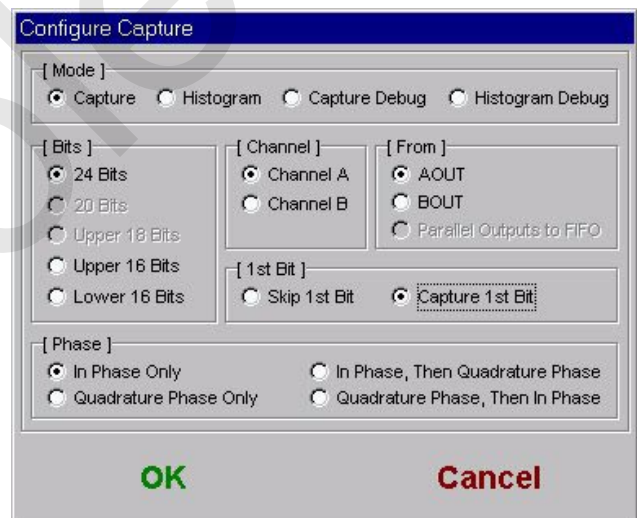 Configure Capture
[ Mode ]
Capture Histogram Capture Debug Histogram Debug
[ Bits ]
24 Bits
20 Bits
Upper 18 Bits
Upper 16 Bits
Lower 16 Bits
[ Channel ]
Channel A
Channel B
[ From ]
AOUT
BOUT
Parallel Outputs to FIFO
[ 1st Bit ]
Skip 1st Bit Capture 1st Bit
[ Phase ]
In Phase Only In Phase, Then Quadrature Phase
Quadrature Phase Only Quadrature Phase, Then In Phase
OK Cancel